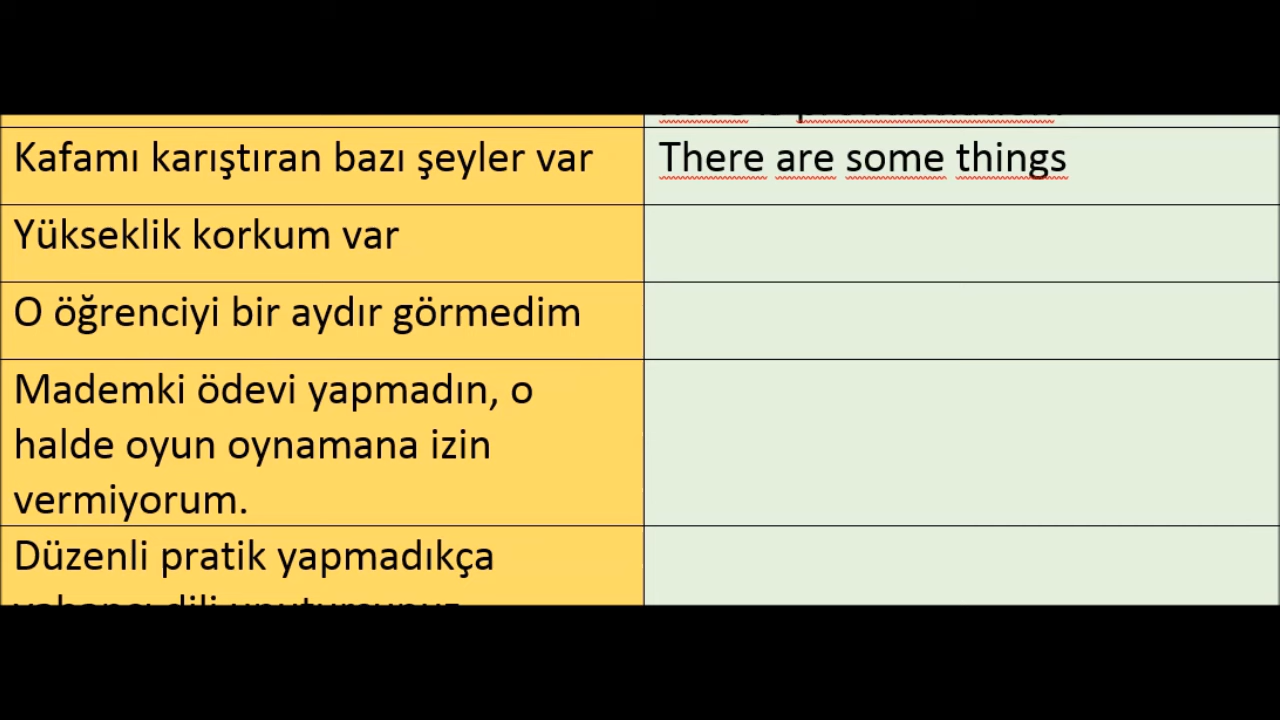 Kafamı karıştıran bazı şeyler var
There are some things
Yükseklik korkum var
O öğrenciyi bir aydır görmedim
Mademki ödevi yapmadın, o
halde oyun oynamana izin
vermiyorum.
Düzenli pratik yapmadıkça